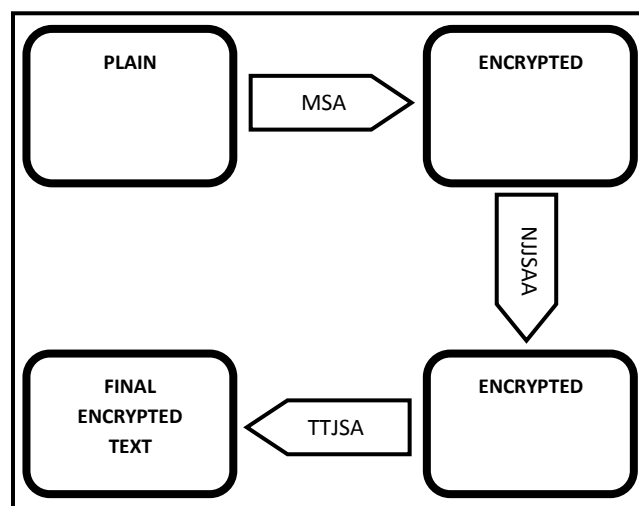 PLAIN
MSA
ENCRYPTED
NJJSAA
ENCRYPTED
TTJSA
FINAL
ENCRYPTED
TEXT